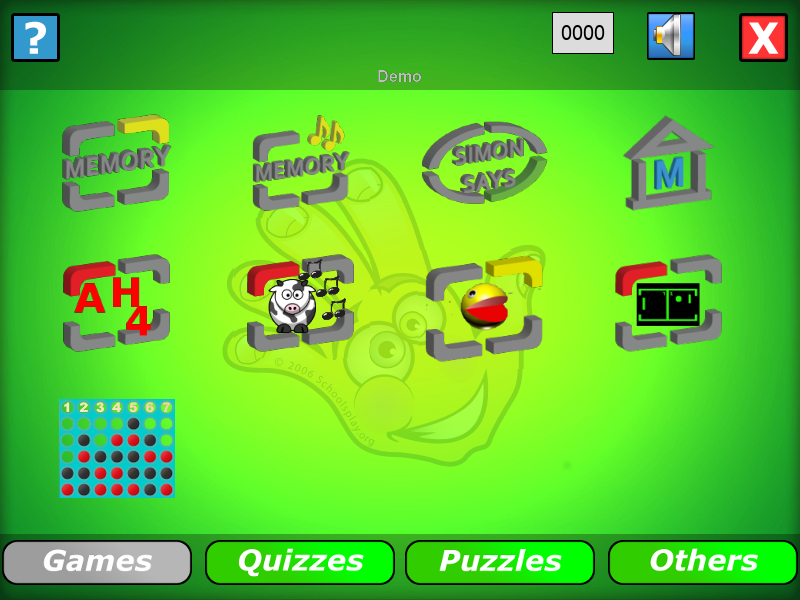 ?
0000
X
Demo
MEMORY
MEMORY
SIMON
SAYS
M
A H 4
© 2006 Schoolsplay.org
1 2 3 4 5 6 7
Games
Quizzes
Puzzles
Others